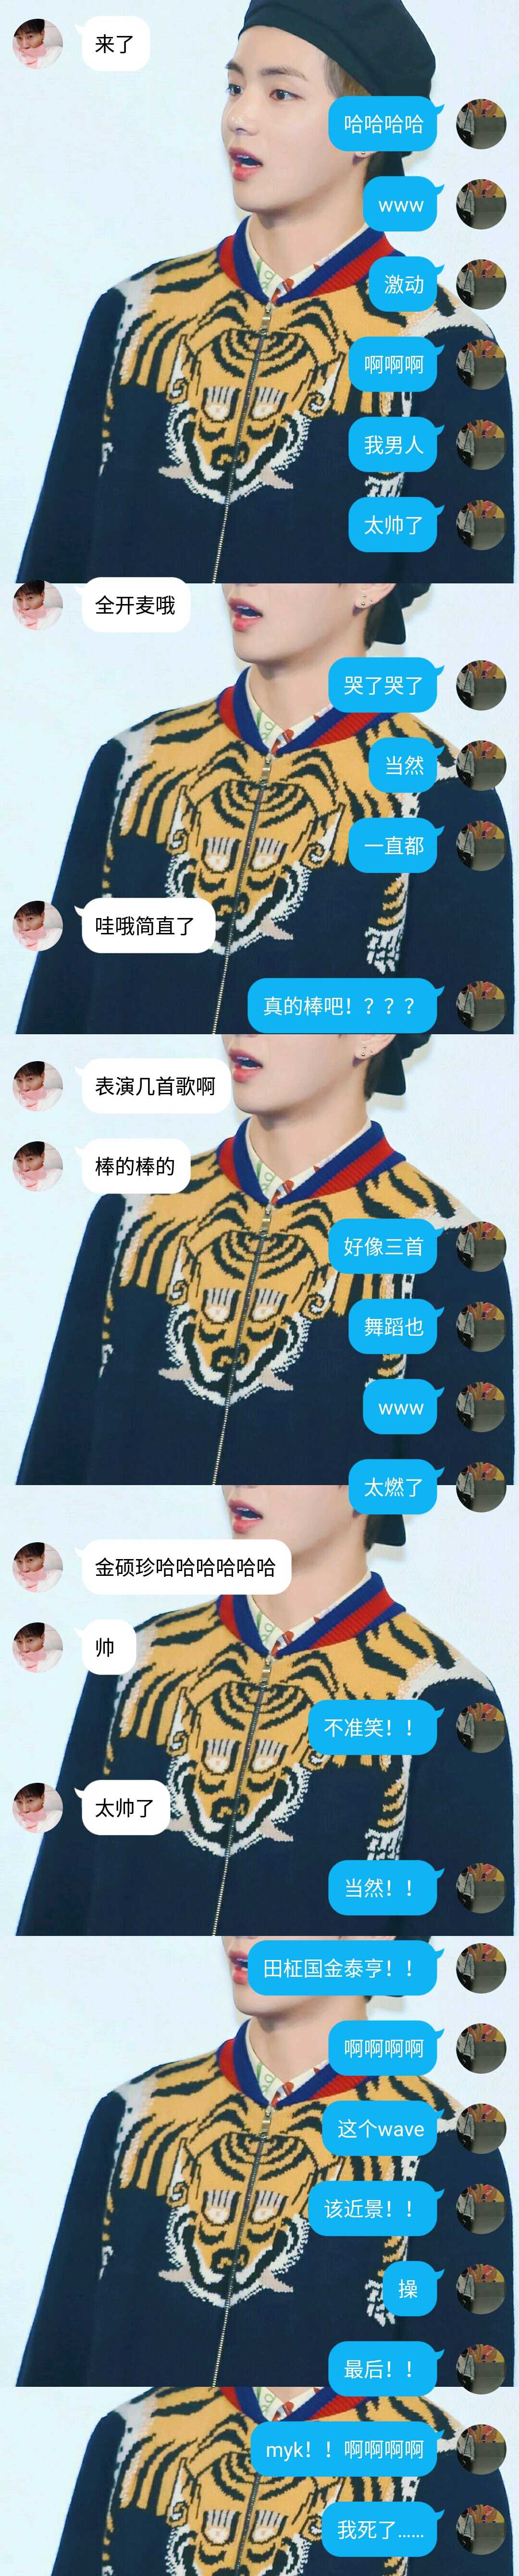 来了
哈哈哈哈
www
激动
啊啊啊
我男人
太帅了
全开麦哦
哭了哭了
当然
一直都
哇哦简直了
真的棒吧！？？？
表演几首歌啊
棒的棒的
好像三首
舞蹈也
www
太燃了
金硕珍哈哈哈哈哈哈
帅
不准笑！！
太帅了
当然！！
田柾国金泰亨！！
啊啊啊啊
这个wave
该近景！！
操
最后！！
myk！！啊啊啊啊
我死了......